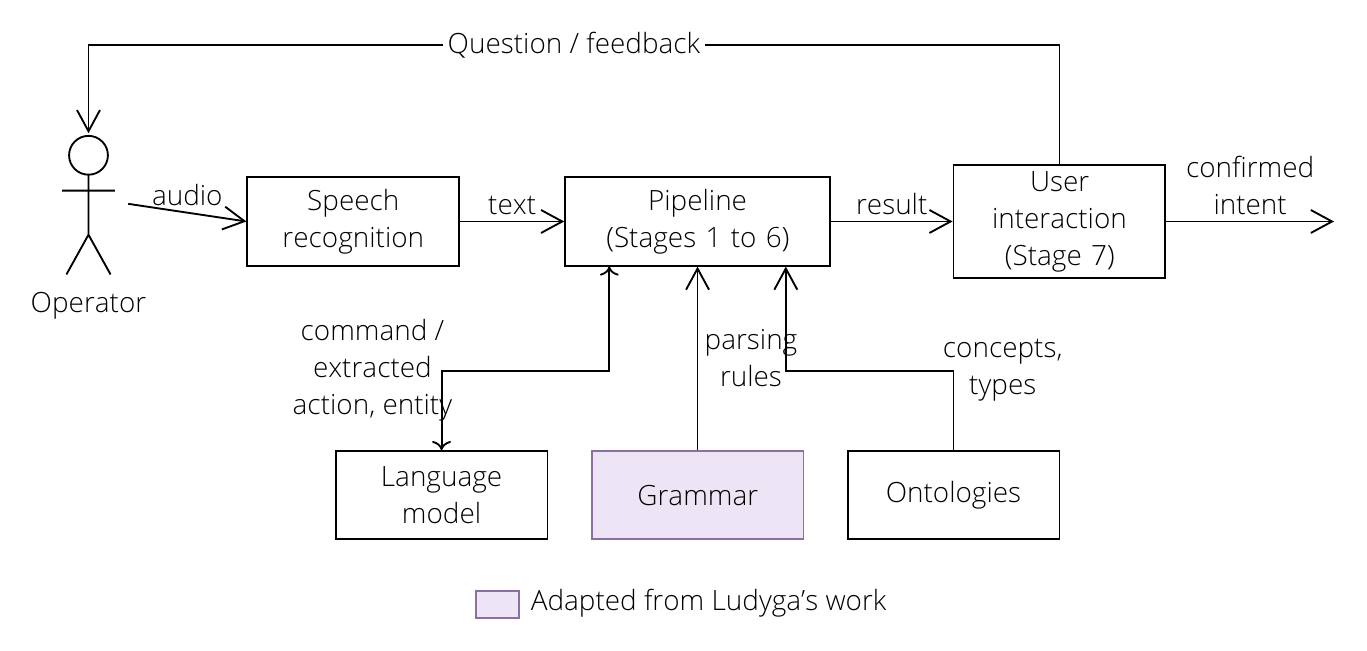 Question / feedback
audio
Speech
recognition
text
Pipeline
(Stages 1 to 6)
result
User
interaction
(Stage 7)
confirmed
intent
Operator
command /
extracted
action, entity
parsing
rules
concepts,
types
Language
model
Grammar
Ontologies
Adapted from Ludyga’s work